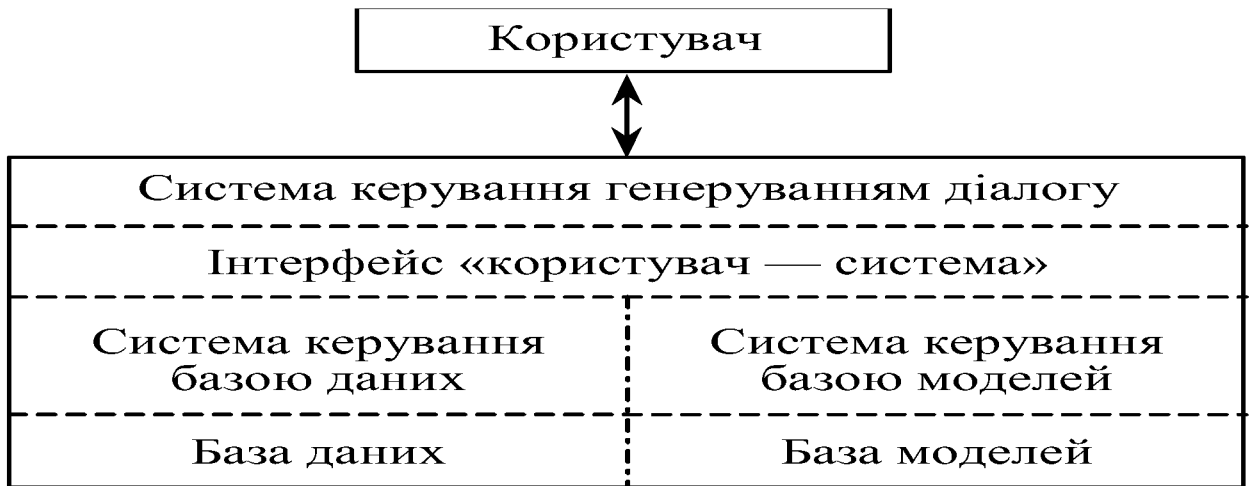 Користувач
Система керування генеруванням діалогу
Інтерфейс «користувач — система»
Система керування
базою даних
Система керування
базою моделей
База даних
База моделей